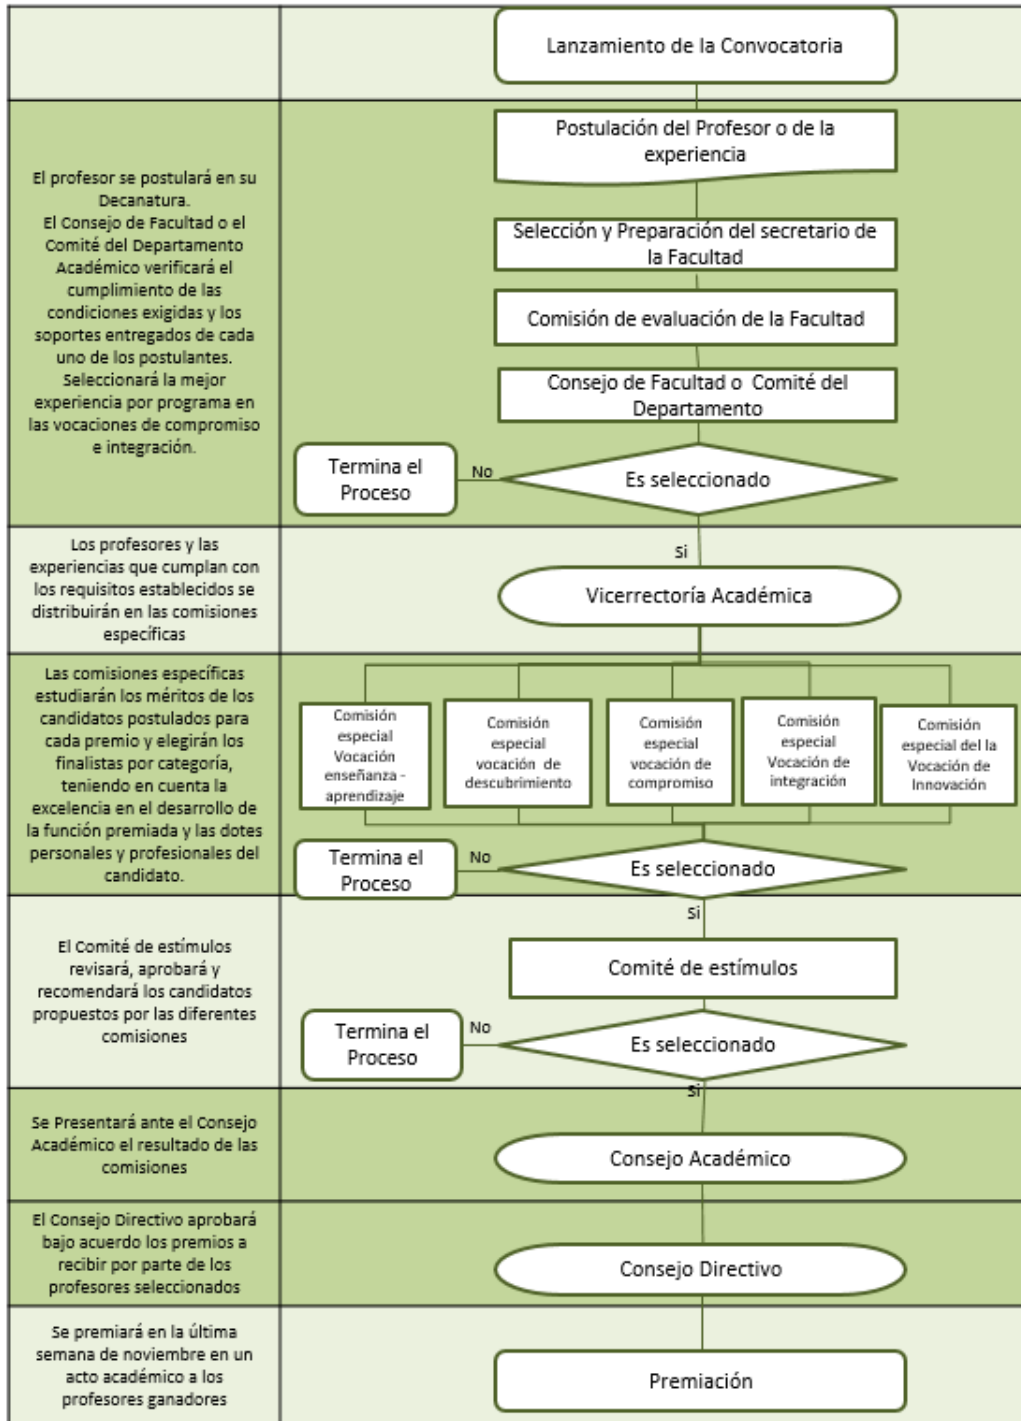 Lanzamiento de la Convocatoria
El profesor se postulará en su
Decanatura.
El Consejo de Facultad o el
Comité del Departamento
Académico verificará el
cumplimiento de las
condiciones exigidas y los
soportes entregados de cada
uno de los postulantes.
Seleccionará la mejor
experiencia por programa en
las vocaciones de compromiso
e integración.
Postulación del Profesor o de la
experiencia
Selección y Preparación del secretario de
la Facultad
Comisión de evaluación de la Facultad
Consejo de Facultad o Comité del
Departamento
Termina el
Proceso
No
Es seleccionado
Los profesores y las
experiencias que cumplan con
los requisitos establecidos se
distribuirán en las comisiones
específicas
Si
Vicerrectoría Académica
Las comisiones específicas
estudiarán los méritos de los
candidatos postulados para
cada premio y elegirán los
finalistas por categoría,
teniendo en cuenta la
excelencia en el desarrollo de
la función premiada y las dotes
personales y profesionales del
candidato.
Comisión
especial
Vocación
enseñanza -
aprendizaje
Comisión
especial
vocación de
descubrimiento
Comisión
especial
vocación de
compromiso
Comisión
especial
Vocación de
integración
Comisión
especial del la
Vocación de
Innovación
Termina el
Proceso
No
Es seleccionado
Si
El Comité de estímulos
revisará, aprobará y
recomendará los candidatos
propuestos por las diferentes
comisiones
Comité de estímulos
Termina el
Proceso
No
Es seleccionado
Si
Se Presentará ante el Consejo
Académico el resultado de las
comisiones
Consejo Académico
El Consejo Directivo aprobará
bajo acuerdo los premios a
recibir por parte de los
profesores seleccionados
Consejo Directivo
Se premiará en la última
semana de noviembre en un
acto académico a los
profesores ganadores
Premiación